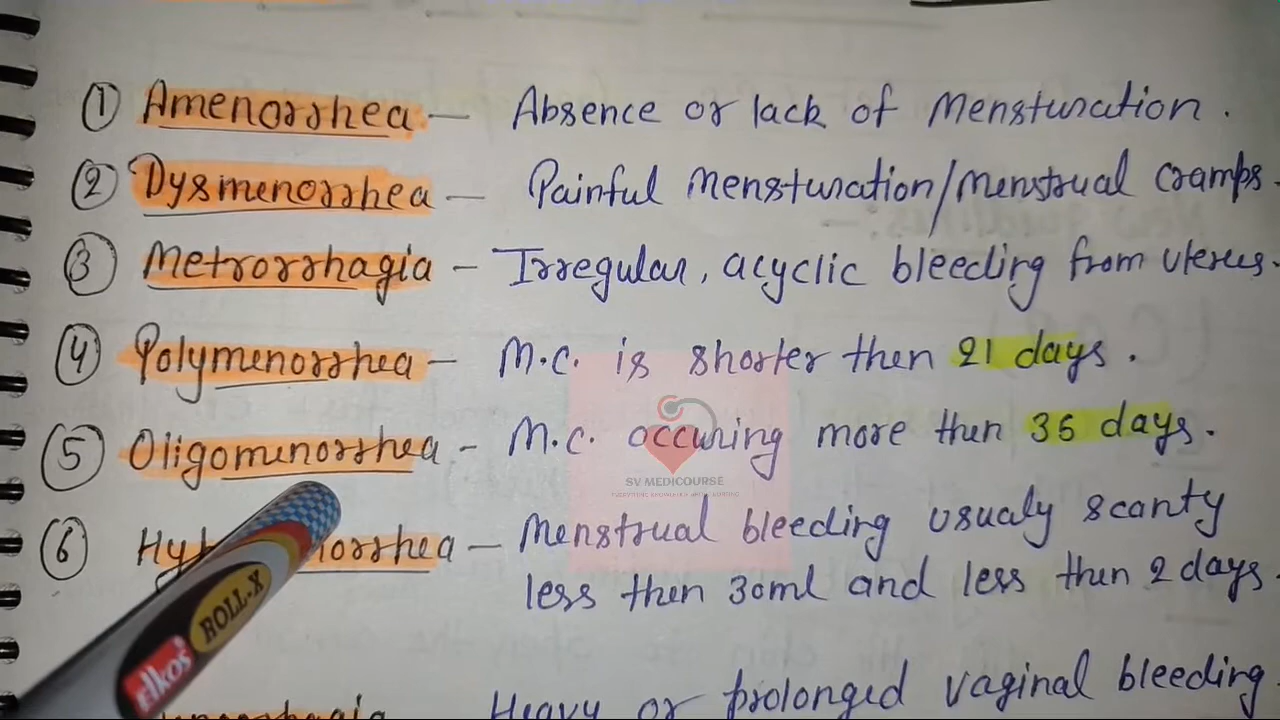 ① Amenorrhea — Absence or lack of Mensturation.
② Dysmenorrhea — Painful Mensturation/Menstrual cramps.
③ Metrorrhagia – Irregular, acyclic bleeding from uterus.
④ Polymenorrhea – M.C. is shorter then 21 days.
⑤ Oligomenorrhea – M.C. occuring more then 35 days.
SV MEDICOURSE
⑥ – Menstrual bleeding usualy scanty
less then 30ml and less then 2 days.
elkos ROLL-X
Heavy or prolonged vaginal bleeding.